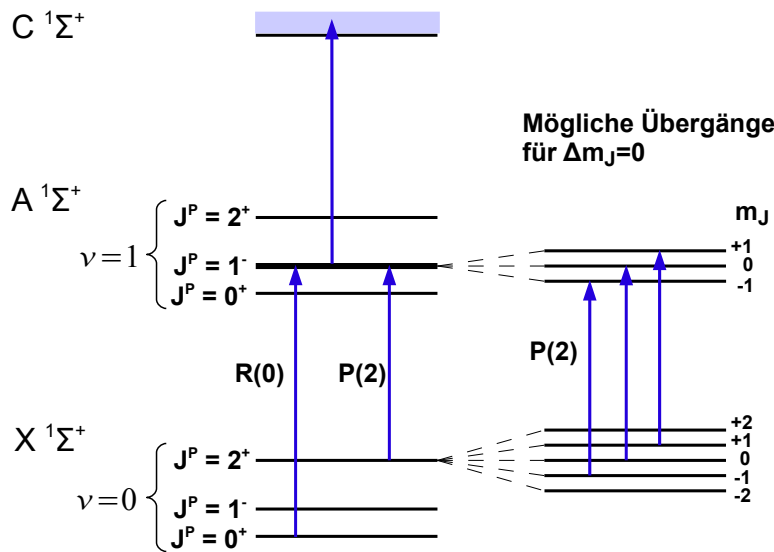 C ¹Σ⁺
Mögliche Übergänge
für Δm_J=0
A ¹Σ⁺
m_J
J^P = 2⁺
ν=1
J^P = 1⁻
J^P = 0⁺
+1
0
-1
R(0)
P(2)
P(2)
X ¹Σ⁺
J^P = 2⁺
ν=0
J^P = 1⁻
J^P = 0⁺
+2
+1
0
-1
-2